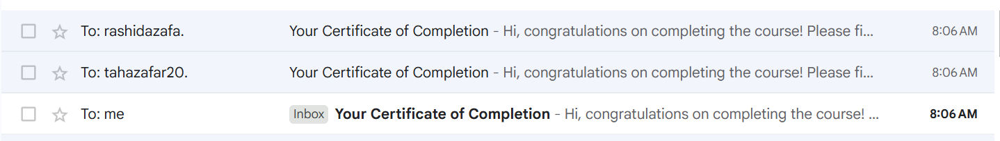 To: rashidazafa. Your Certificate of Completion - Hi, congratulations on completing the course! Please fi... 8:06 AM
To: tahazafar20. Your Certificate of Completion - Hi, congratulations on completing the course! Please fi... 8:06 AM
To: me Inbox Your Certificate of Completion - Hi, congratulations on completing the course! ... 8:06 AM